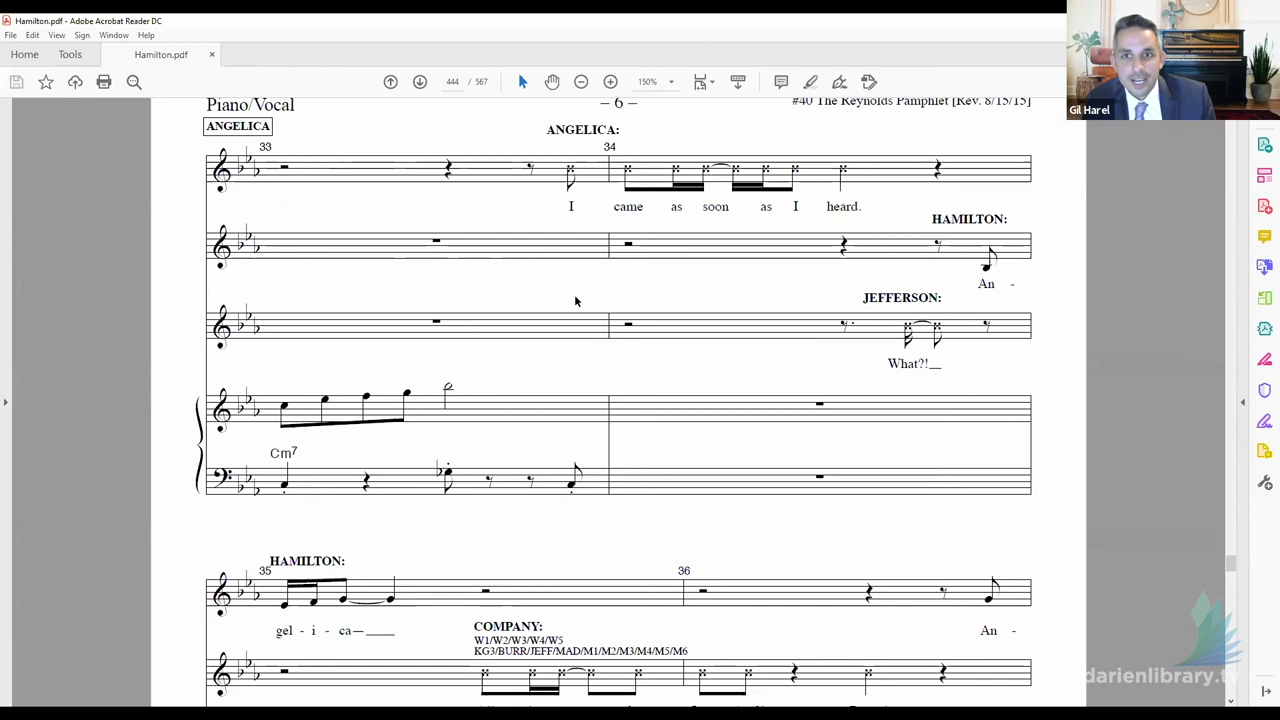 Hamilton.pdf - Adobe Acrobat Reader DC
File Edit View Sign Window Help
Home Tools Hamilton.pdf ×
444 / 567 150%
Gil Harel
Piano/Vocal – 6 – #40 The Reynolds Pamphlet [Rev. 8/15/15]
ANGELICA
ANGELICA:
33 34
I came as soon as I heard.
HAMILTON:
An -
JEFFERSON:
What?!
Cm7
HAMILTON:
35 36
gel - i - ca An -
COMPANY:
W1/W2/W3/W4/W5
KG3/BURR/JEFF/MAD/M1/M2/M3/M4/M5/M6
darienlibrary.tv